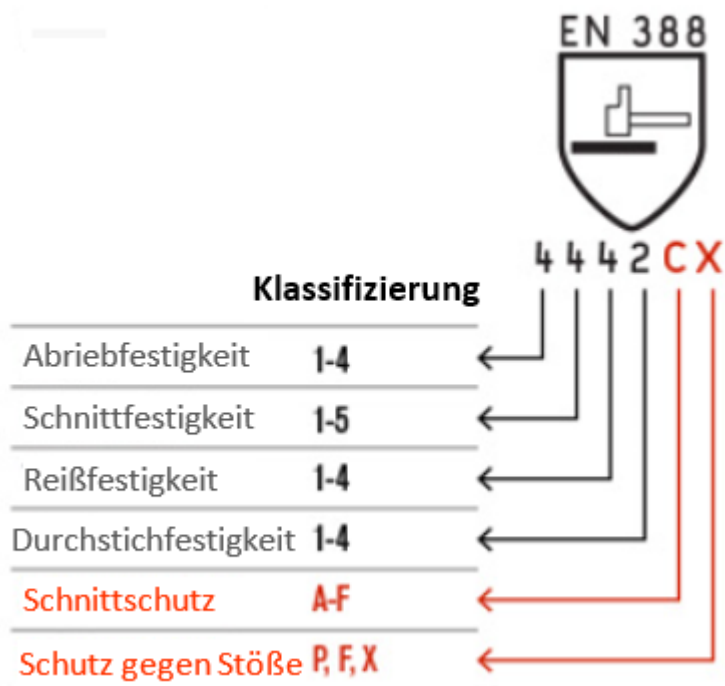 EN 388
4 4 4 2 C X
Klassifizierung
Abriebfestigkeit 1-4
Schnittfestigkeit 1-5
Reißfestigkeit 1-4
Durchstichfestigkeit 1-4
Schnittschutz A-F
Schutz gegen Stöße P, F, X